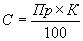 С = Пр × К
100